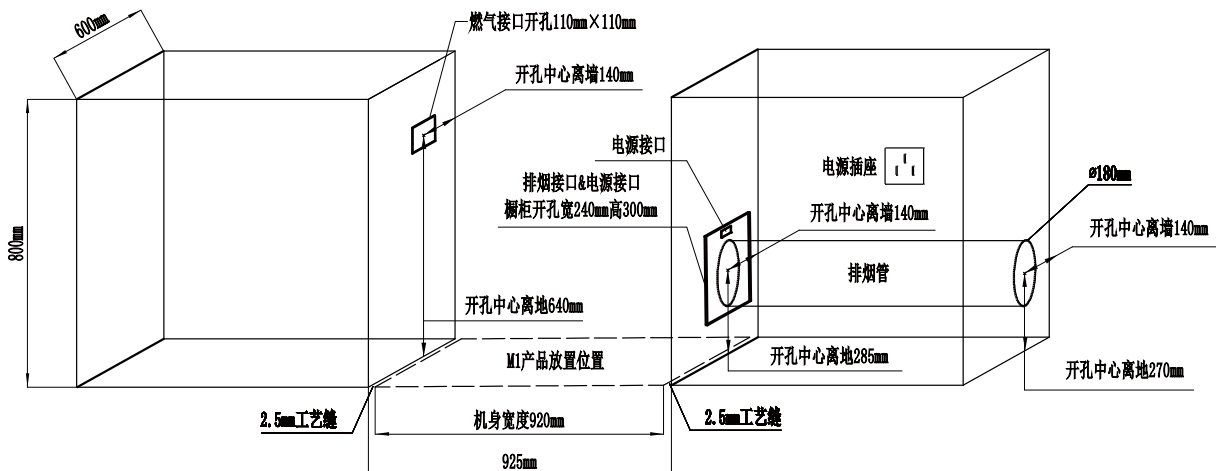 600mm
燃气接口开孔110mm×110mm
开孔中心离墙140mm
800mm
开孔中心离地640mm
电源接口
排烟接口&电源接口
橱柜开孔宽240mm高300mm
电源插座
ø180mm
开孔中心离墙140mm
开孔中心离墙140mm
排烟管
开孔中心离地285mm
开孔中心离地270mm
M1产品放置位置
2.5mm工艺缝
机身宽度920mm
2.5mm工艺缝
925mm